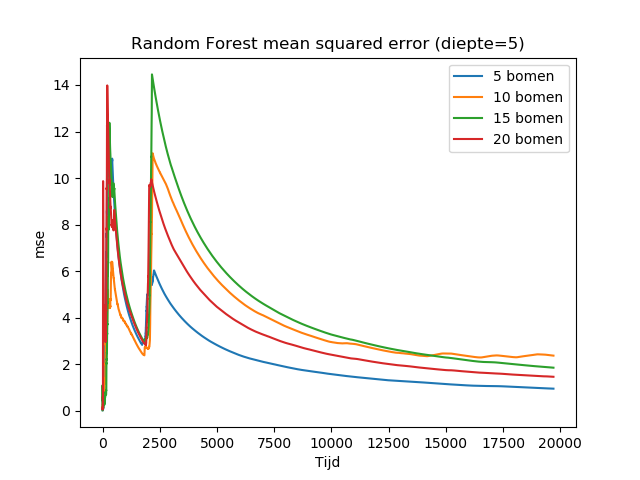 Random Forest mean squared error (diepte=5)
5 bomen
10 bomen
15 bomen
20 bomen
mse
14
12
10
8
6
4
2
0
0 2500 5000 7500 10000 12500 15000 17500 20000
Tijd